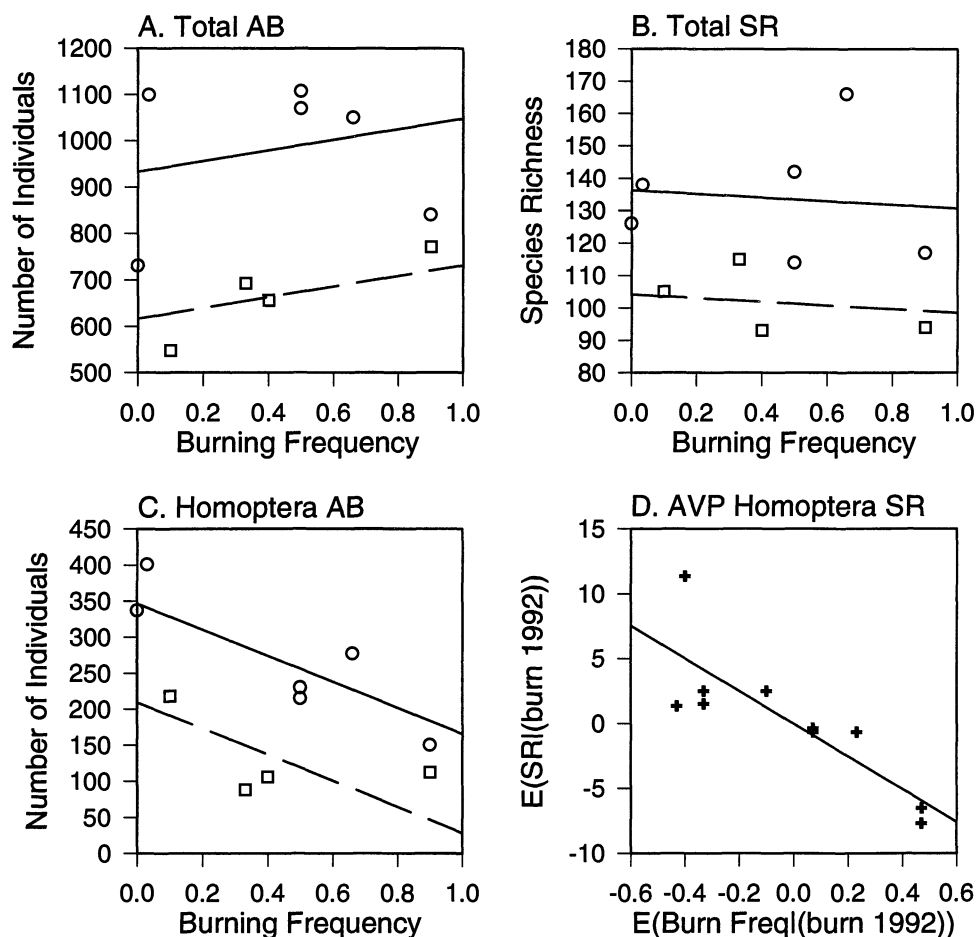 A. Total AB
1200
1100
1000
900
800
700
600
500
Number of Individuals
0.0 0.2 0.4 0.6 0.8 1.0
Burning Frequency
B. Total SR
180
170
160
150
140
130
120
110
100
90
80
Species Richness
0.0 0.2 0.4 0.6 0.8 1.0
Burning Frequency
C. Homoptera AB
450
400
350
300
250
200
150
100
50
0
Number of Individuals
0.0 0.2 0.4 0.6 0.8 1.0
Burning Frequency
D. AVP Homoptera SR
15
10
5
0
-5
-10
E(SR|(burn 1992))
-0.6 -0.4 -0.2 0.0 0.2 0.4 0.6
E(Burn Freq|(burn 1992))